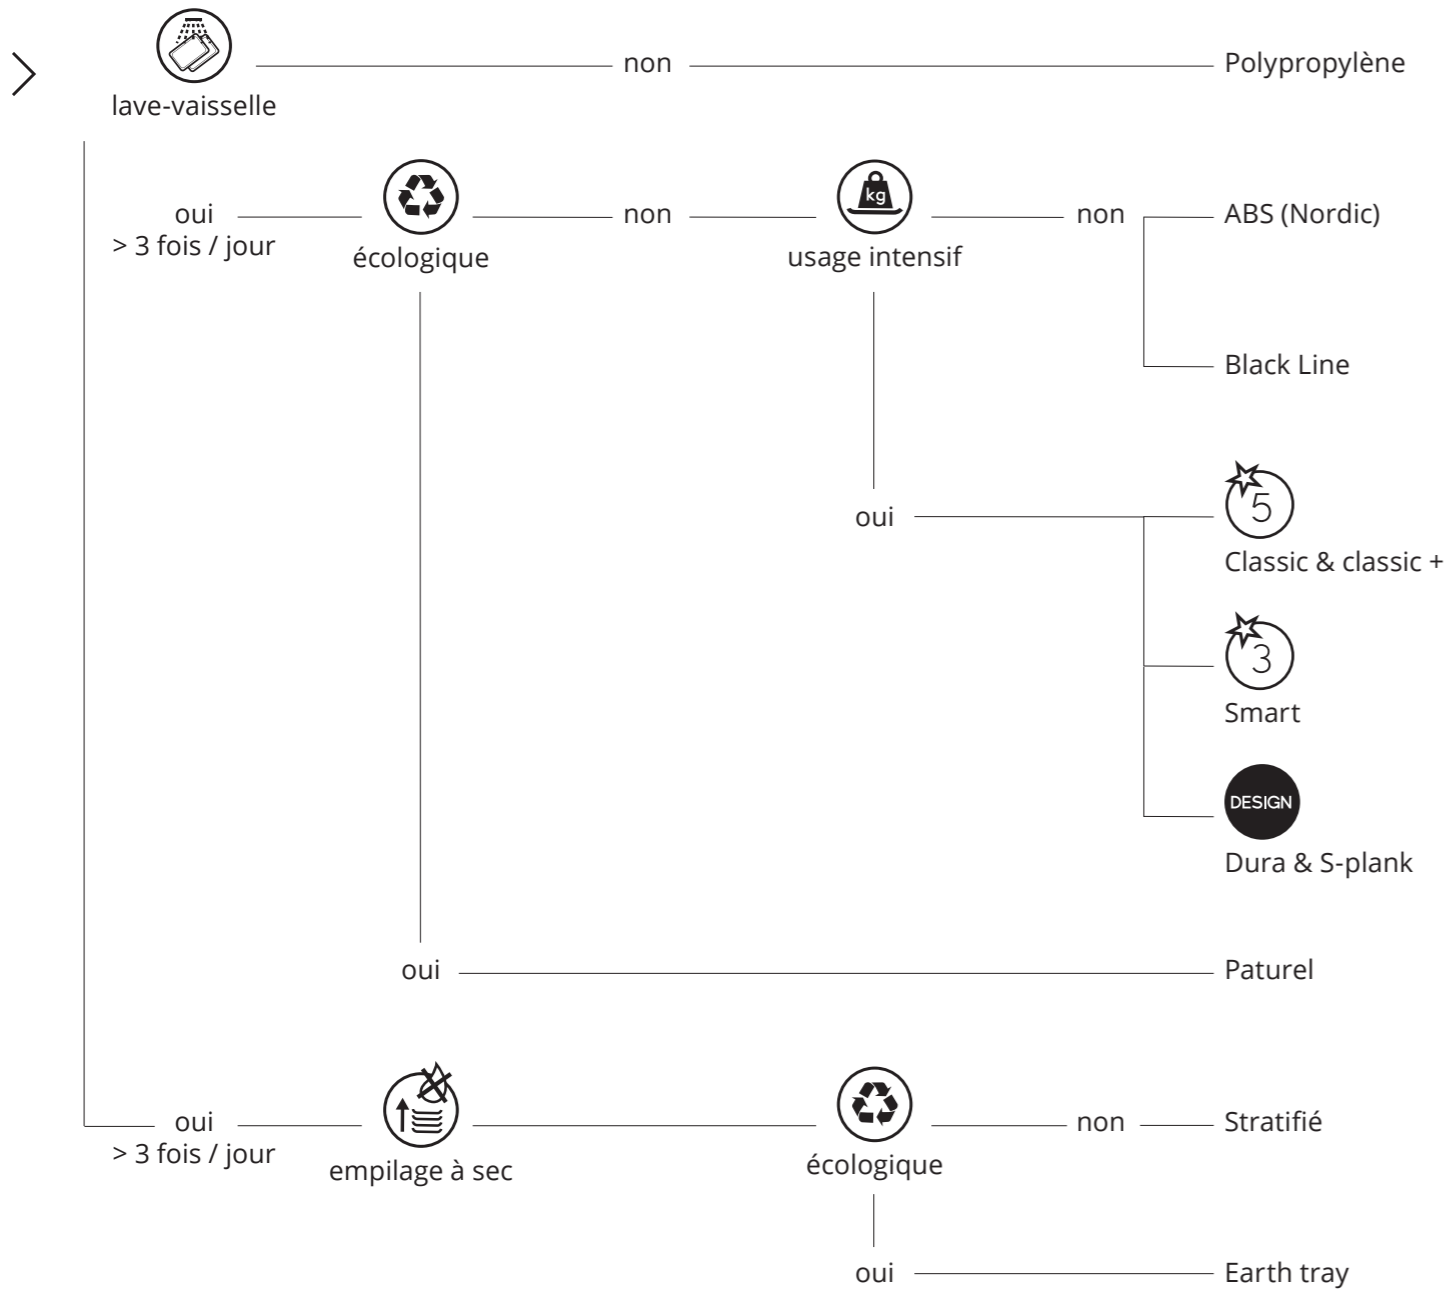 non
Polypropylène
lave-vaisselle
oui
> 3 fois / jour
écologique
non
kg
usage intensif
non
ABS (Nordic)
Black Line
oui
5
Classic & classic +
3
Smart
DESIGN
Dura & S-plank
oui
Paturel
oui
> 3 fois / jour
empilage à sec
écologique
non
Stratifié
oui
Earth tray